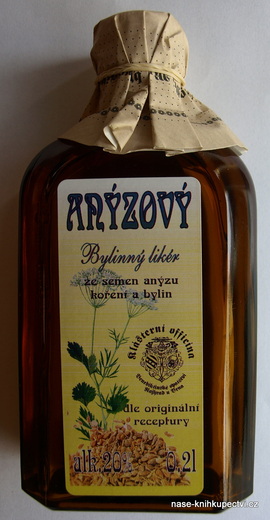 ANÝZOVÝ
Bylinný likér
ze semen anýzu
koření a bylin
Klášterní officina
dle originální
receptury
alk.20% 0,2l
nase-knihkupectvi.cz